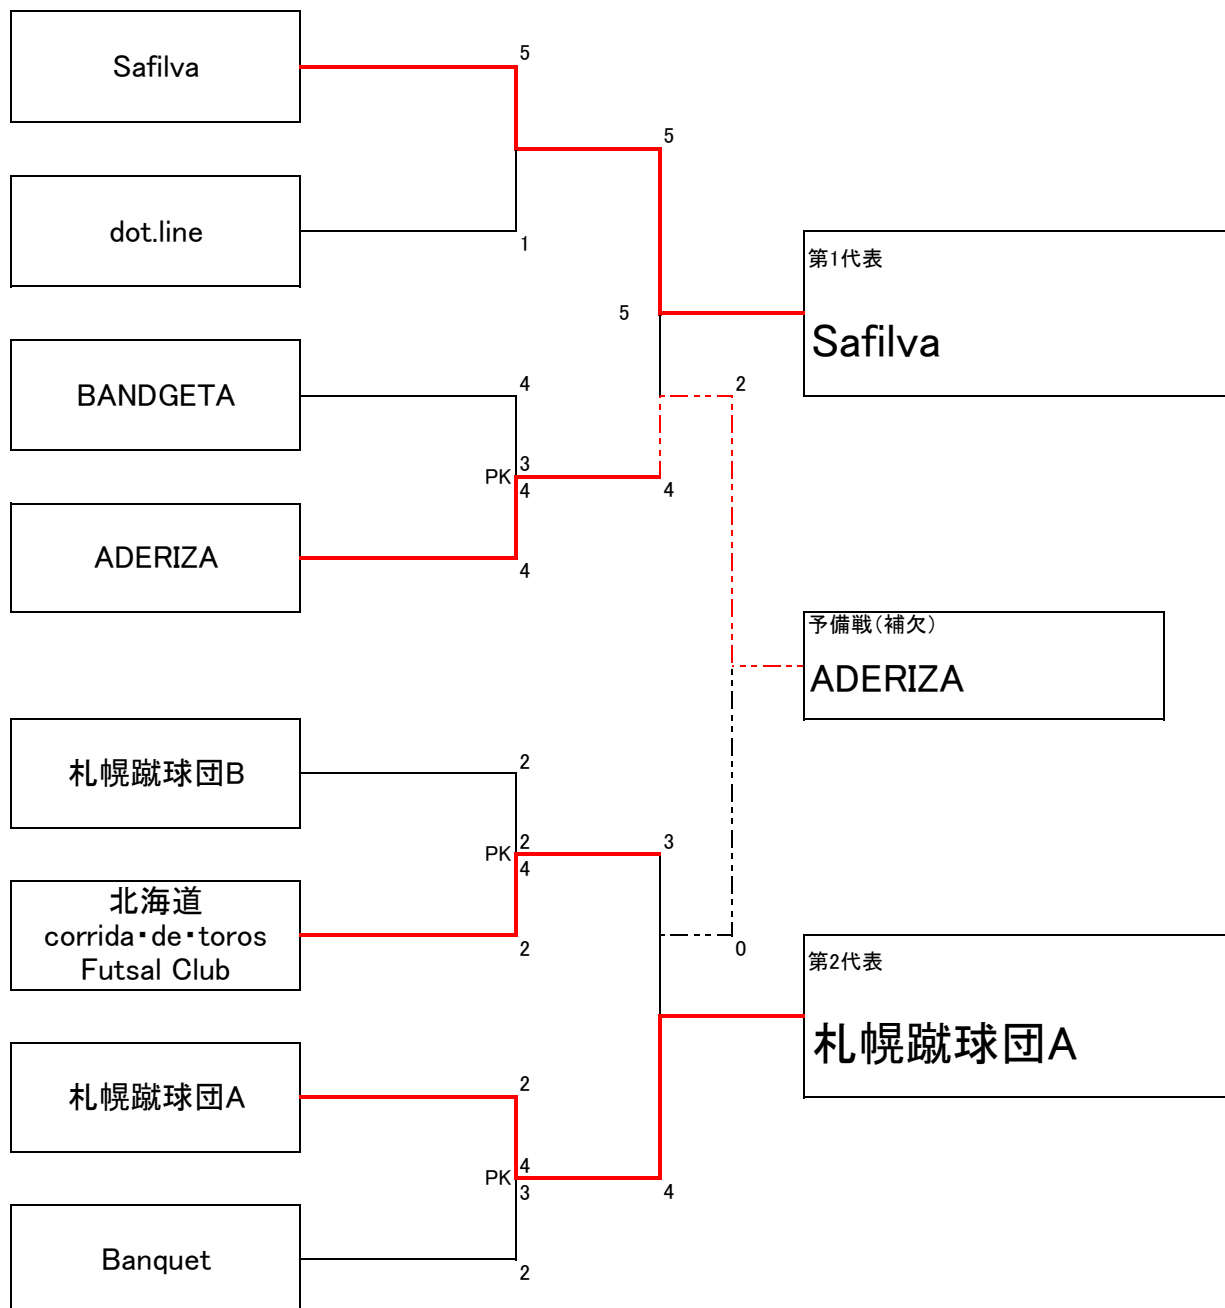 Safilva
5
dot.line
1
5
BANDGETA
4
PK
3
4
ADERIZA
4
4
5
第1代表
Safilva
2
予備戦(補欠)
ADERIZA
札幌蹴球団B
2
PK
2
4
北海道
corrida・de・toros
Futsal Club
2
3
0
札幌蹴球団A
2
PK
4
3
Banquet
2
4
第2代表
札幌蹴球団A